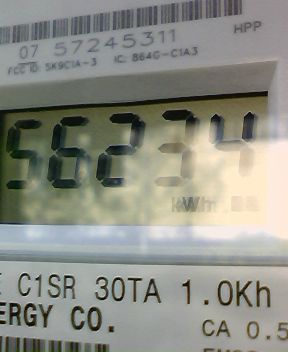 07 57245311 HPP
FCC ID: SK9C1A-3 IC: 864G-C1A3
56234
kWh
C1SR 30TA 1.0Kh
ERGY CO.
CA 0.5